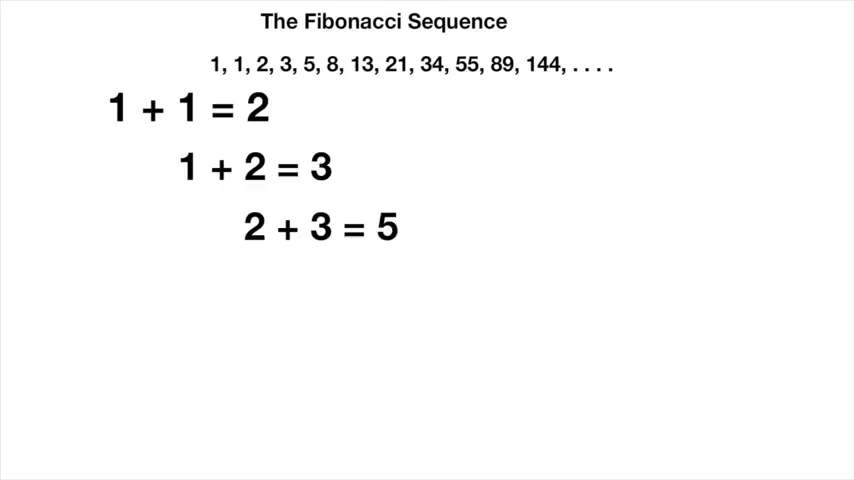 The Fibonacci Sequence
1, 1, 2, 3, 5, 8, 13, 21, 34, 55, 89, 144, . . . .
1 + 1 = 2
1 + 2 = 3
2 + 3 = 5